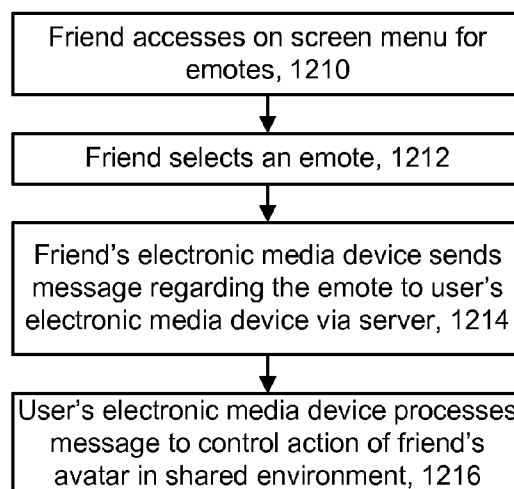 Friend accesses on screen menu for
emotes, 1210
Friend selects an emote, 1212
Friend's electronic media device sends
message regarding the emote to user's
electronic media device via server, 1214
User's electronic media device processes
message to control action of friend's
avatar in shared environment, 1216